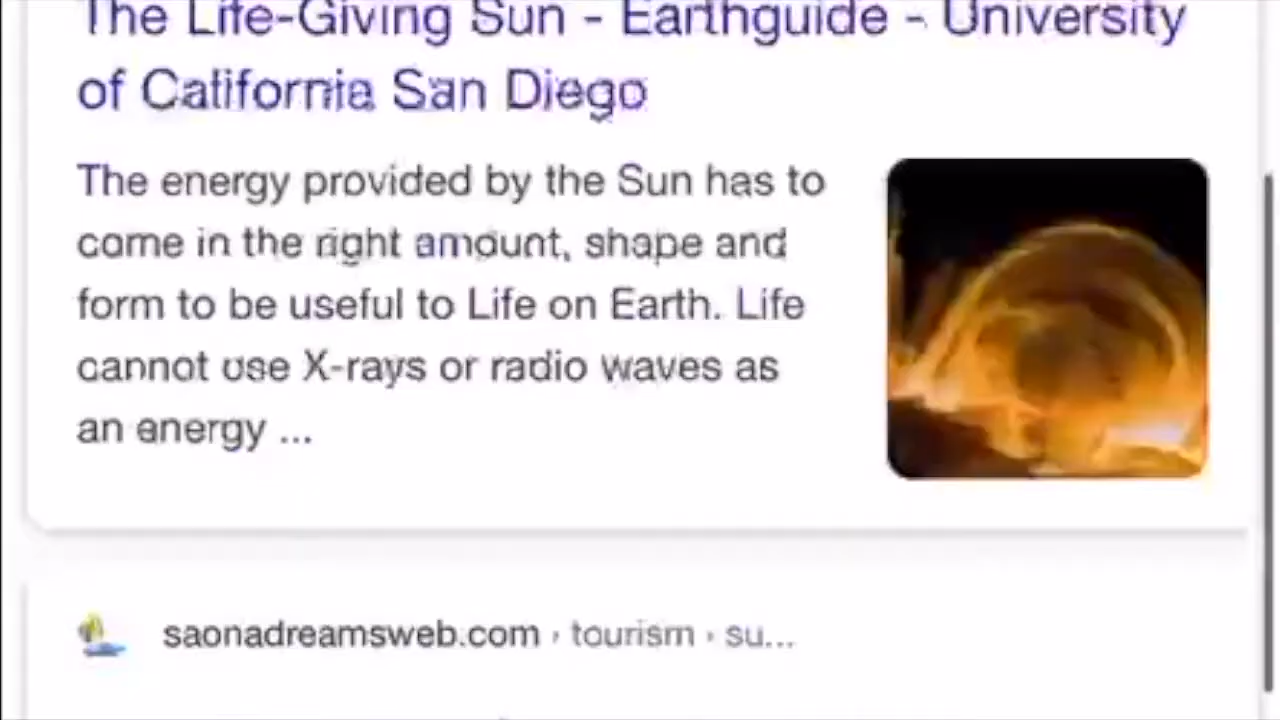 The Life-Giving Sun - Earthguide - University
of California San Diego
The energy provided by the Sun has to
come in the right amount, shape and
form to be useful to Life on Earth. Life
cannot use X-rays or radio waves as
an energy ...
saonadreamsweb.com › tourism › su...